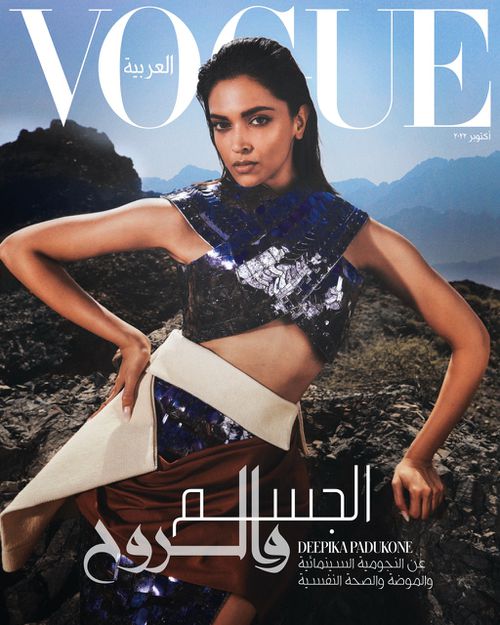 VOGUE
العربية
أكتوبر ٢٠٢٢
الجسم
والروح
DEEPIKA PADUKONE
عن النجومية السينمائية
والموضة والصحة النفسية